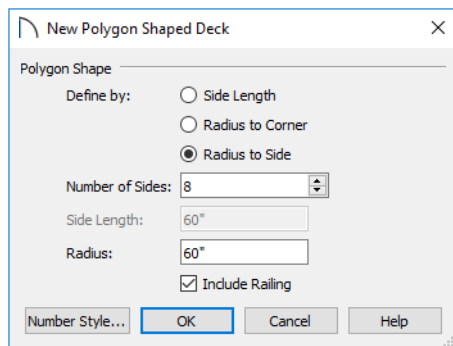 New Polygon Shaped Deck
Polygon Shape
Define by: Side Length
Radius to Corner
Radius to Side
Number of Sides: 8
Side Length: 60"
Radius: 60"
Include Railing
Number Style... OK Cancel Help